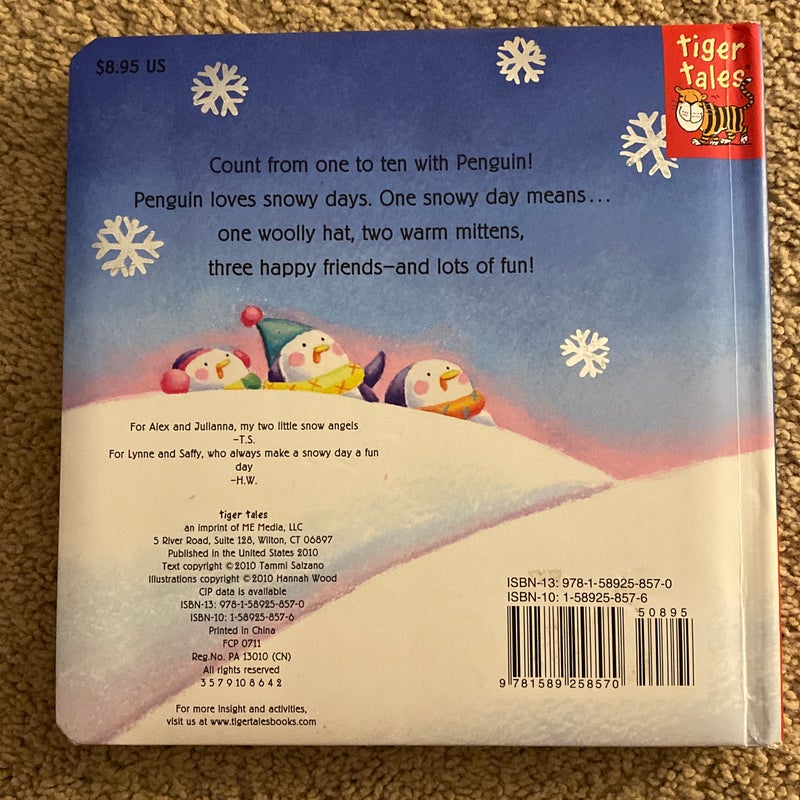 $8.95 US
tiger
tales
Count from one to ten with Penguin!
Penguin loves snowy days. One snowy day means...
one woolly hat, two warm mittens,
three happy friends—and lots of fun!
For Alex and Julianna, my two little snow angels
–T.S.
For Lynne and Saffy, who always make a snowy day a fun
day
–H.W.
tiger tales
an imprint of ME Media, LLC
5 River Road, Suite 128, Wilton, CT 06897
Published in the United States 2010
Text copyright ©2010 Tammi Salzano
Illustrations copyright ©2010 Hannah Wood
CIP data is available
ISBN-13: 978-1-58925-857-0
ISBN-10: 1-58925-857-6
Printed in China
FCP 0711
Reg.No. PA 13010 (CN)
All rights reserved
3 5 7 9 10 8 6 4 2
For more insight and activities,
visit us at www.tigertalesbooks.com
ISBN-13: 978-1-58925-857-0
ISBN-10: 1-58925-857-6
50895
9 781589 258570